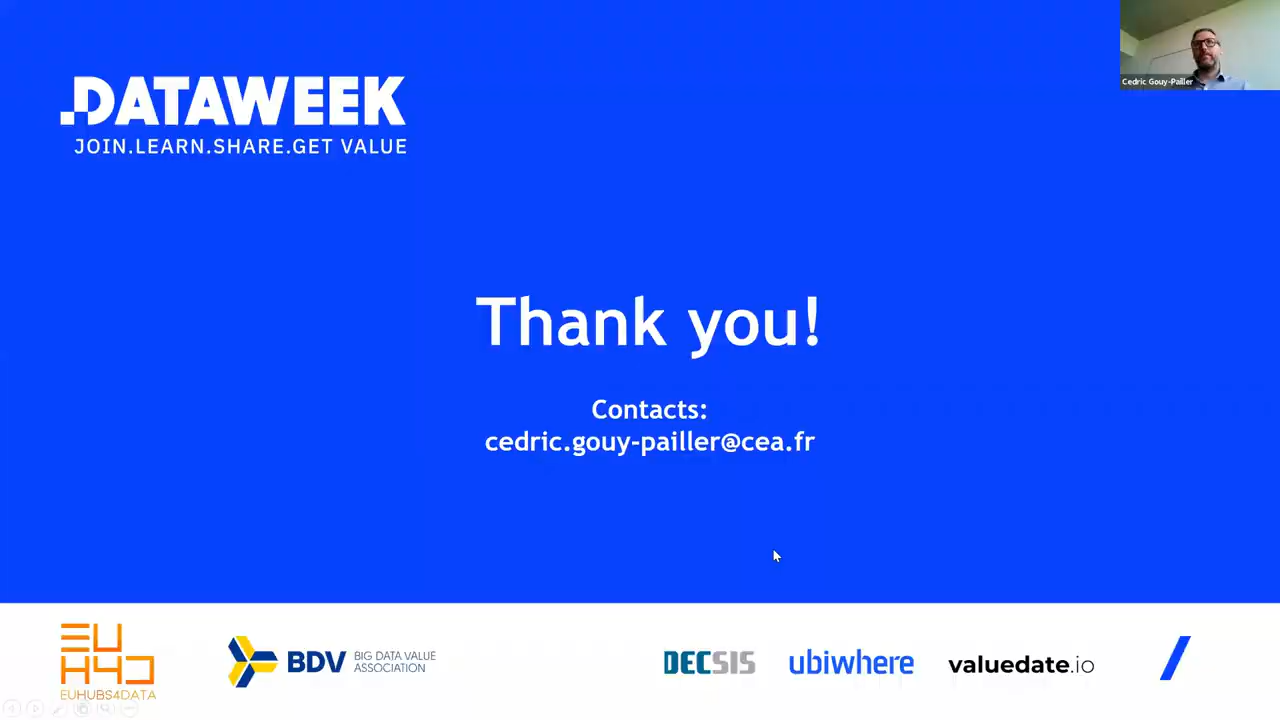 .DATAWEEK
JOIN.LEARN.SHARE.GET VALUE
Cedric Gouy-Pailler
Thank you!
Contacts:
cedric.gouy-pailler@cea.fr
EU
H4D
EUHUBS4DATA
BDV BIG DATA VALUE
ASSOCIATION
DECSIS
ubiwhere
valuedate.io